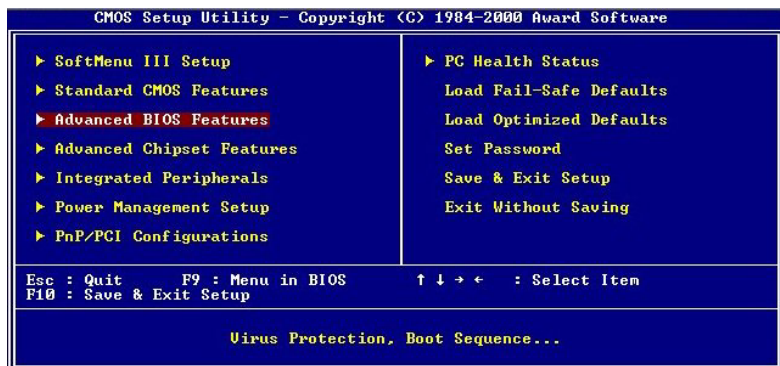 CMOS Setup Utility - Copyright (C) 1984-2000 Award Software
▶ SoftMenu III Setup
▶ Standard CMOS Features
▶ Advanced BIOS Features
▶ Advanced Chipset Features
▶ Integrated Peripherals
▶ Power Management Setup
▶ PnP/PCI Configurations
▶ PC Health Status
Load Fail-Safe Defaults
Load Optimized Defaults
Set Password
Save & Exit Setup
Exit Without Saving
Esc : Quit F9 : Menu in BIOS ↑ ↓ → ← : Select Item
F10 : Save & Exit Setup
Virus Protection, Boot Sequence...